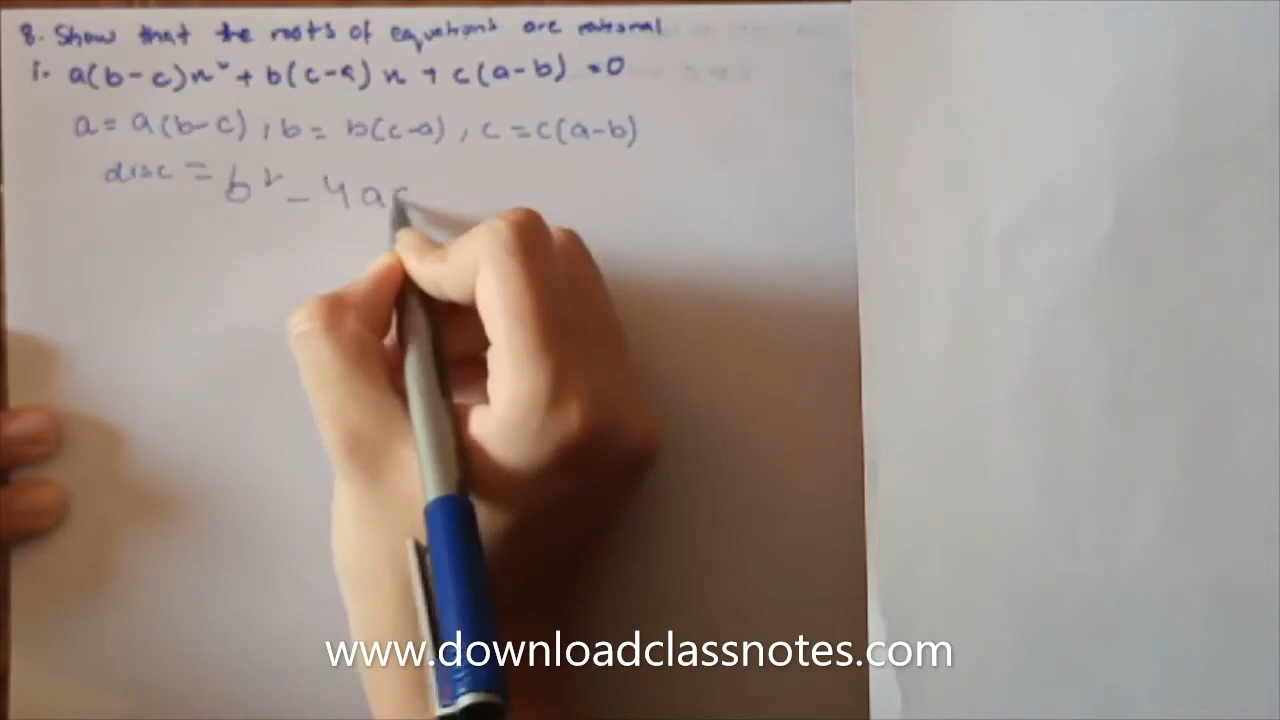 8. Show that the roots of equations are rational
i. a(b-c)x² + b(c-a)x + c(a-b) = 0
a = a(b-c), b = b(c-a), c = c(a-b)
disc = b² - 4ac
www.downloadclassnotes.com